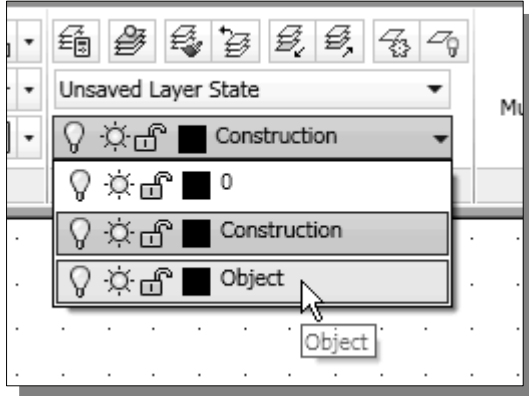 Unsaved Layer State
Mu
Construction
0
Construction
Object
Object